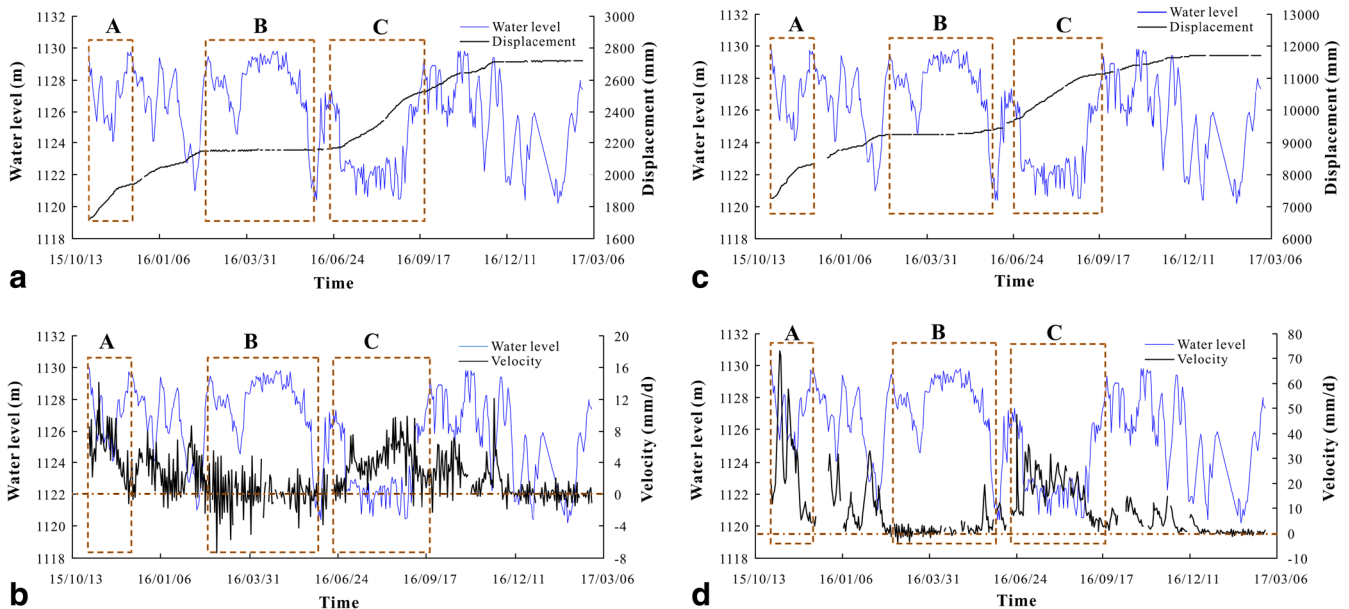 A B C
Water level
Displacement
1132
1130
1128
1126
1124
1122
1120
1118
Water level (m)
3000
2800
2600
2400
2200
2000
1800
1600
Displacement (mm)
15/10/13 16/01/06 16/03/31 16/06/24 16/09/17 16/12/11 17/03/06
Time
a
A B C
Water level
Displacement
1132
1130
1128
1126
1124
1122
1120
1118
Water level (m)
13000
12000
11000
10000
9000
8000
7000
6000
Displacement (mm)
15/10/13 16/01/06 16/03/31 16/06/24 16/09/17 16/12/11 17/03/06
Time
c
A B C
Water level
Velocity
1132
1130
1128
1126
1124
1122
1120
1118
Water level (m)
20
16
12
8
4
0
-4
-8
Velocity (mm/d)
15/10/13 16/01/06 16/03/31 16/06/24 16/09/17 16/12/11 17/03/06
Time
b
A B C
Water level
Velocity
1132
1130
1128
1126
1124
1122
1120
1118
Water level (m)
80
70
60
50
40
30
20
10
0
-10
Velocity (mm/d)
15/10/13 16/01/06 16/03/31 16/06/24 16/09/17 16/12/11 17/03/06
Time
d